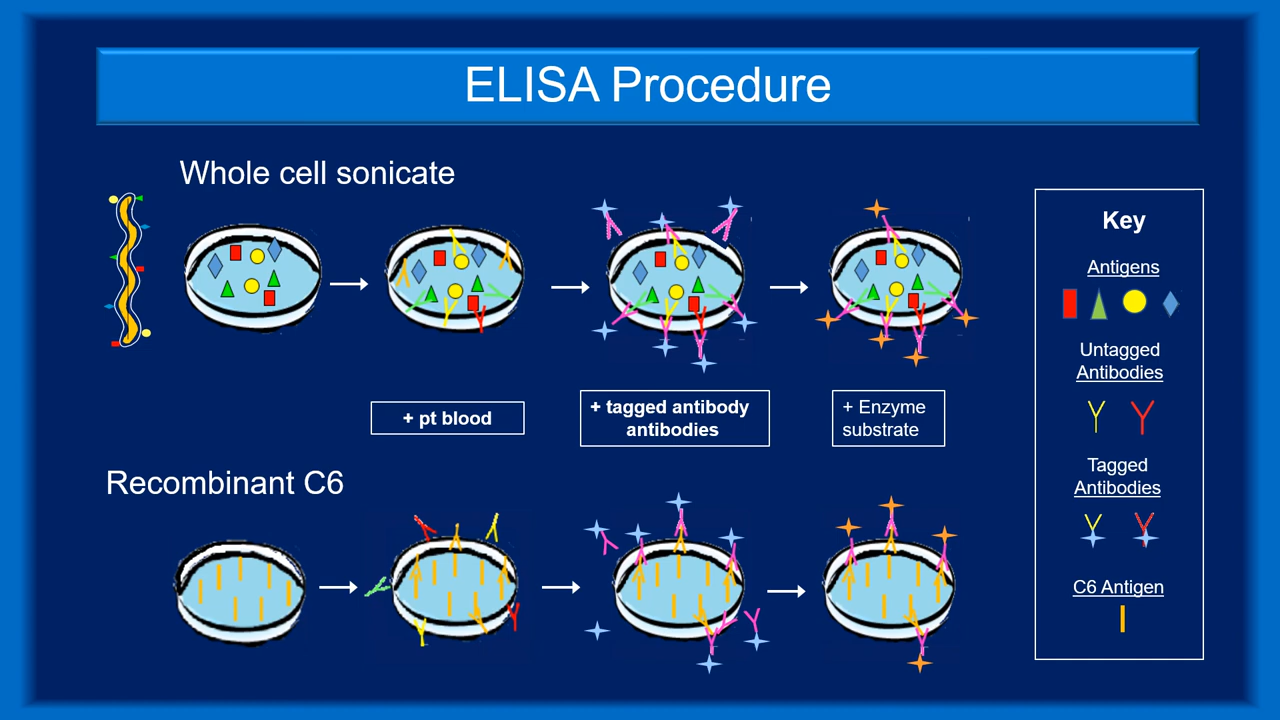 ELISA Procedure
Whole cell sonicate
+ pt blood
+ tagged antibody
antibodies
+ Enzyme
substrate
Recombinant C6
Key
Antigens
Untagged
Antibodies
Tagged
Antibodies
C6 Antigen